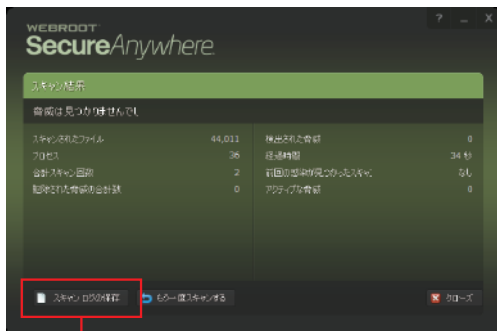 WEBROOT
SecureAnywhere.
スキャン結果
脅威は見つかりませんでし
スキャンされたファイル 44,011 検出された脅威 0
プロセス 36 経過時間 34 秒
合計スキャン回数 2 前回の感染が見つかったスキャン なし
駆除された脅威の合計数 0 アクティブな脅威 0
スキャン ログの保存 もう一度スキャンする クローズ